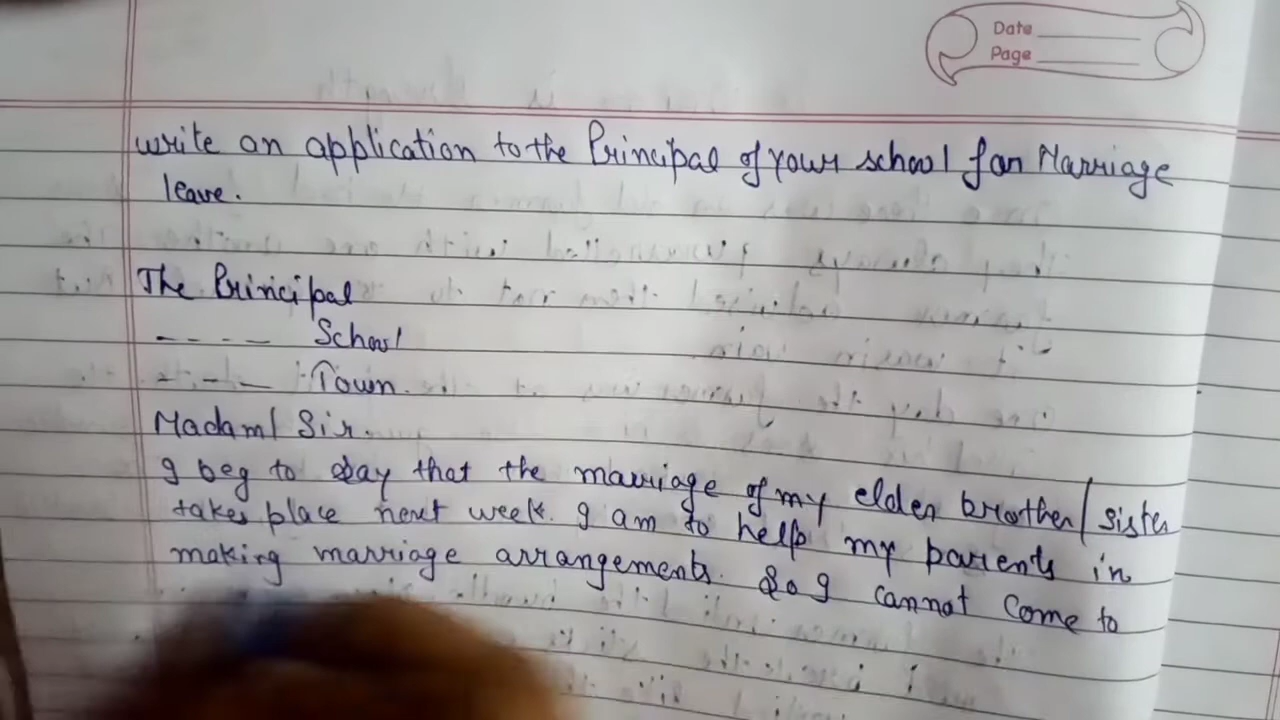 Date
Page
write an application to the Principal of your school for Marriage
leave.
The Principal
---- School
---- Town.
Madam/ Sir.
I beg to say that the marriage of my elder brother/ sister
takes place next week. I am to help my parents in
making marriage arrangements. So I cannot come to